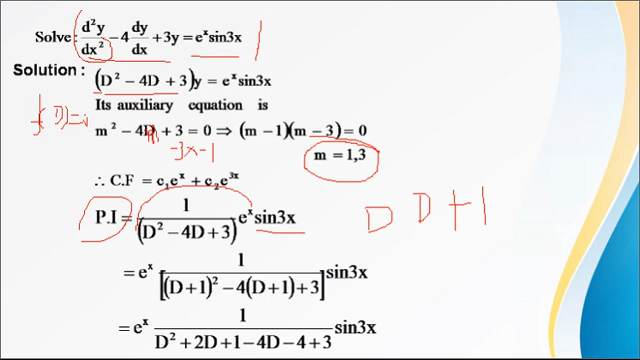 Solve: d²y/dx² − 4 dy/dx + 3y = eˣsin3x
Solution :
(D² − 4D + 3)y = eˣsin3x
Its auxiliary equation is
f(D)=
m² − 4D m + 3 = 0 ⇒ (m − 1)(m − 3) = 0
−3 × −1
m = 1,3
∴ C.F = c₁eˣ + c₂e³ˣ
P.I = 1/(D² − 4D + 3) eˣsin3x D D+1
= eˣ 1/[(D+1)² − 4(D+1)+3] sin3x
= eˣ 1/(D² + 2D + 1 − 4D − 4 + 3) sin3x